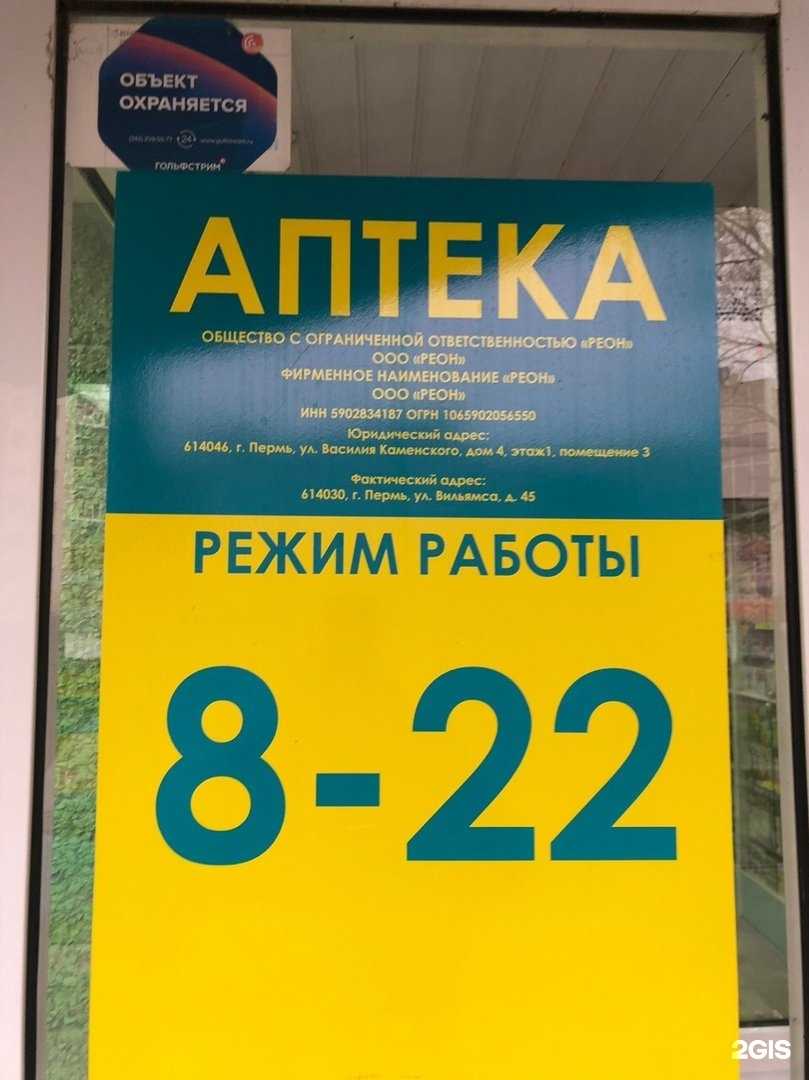 ОБЪЕКТ
ОХРАНЯЕТСЯ
24
ГОЛЬФСТРИМ
АПТЕКА
ОБЩЕСТВО С ОГРАНИЧЕННОЙ ОТВЕТСТВЕННОСТЬЮ «РЕОН»
ООО «РЕОН»
ФИРМЕННОЕ НАИМЕНОВАНИЕ «РЕОН»
ООО «РЕОН»
ИНН 5902834187 ОГРН 1065902056550
Юридический адрес:
614046, г. Пермь, ул. Василия Каменского, дом 4, этаж1, помещение 3
Фактический адрес:
614030, г. Пермь, ул. Вильямса, д. 45
РЕЖИМ РАБОТЫ
8-22
2GIS